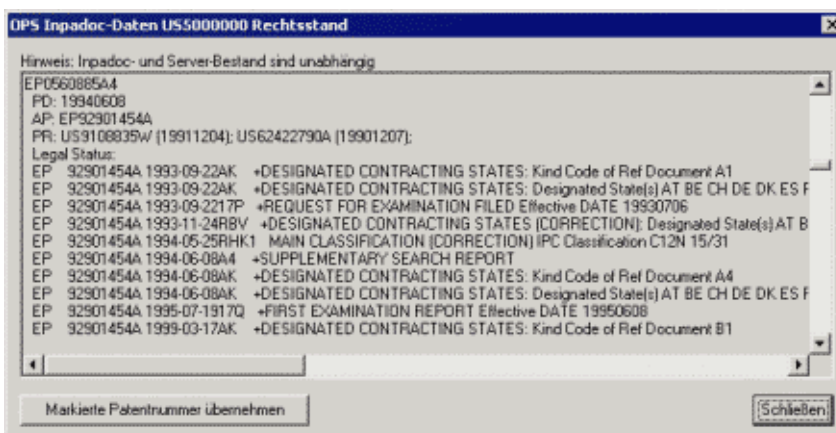 OPS Inpadoc-Daten US5000000 Rechtsstand
Hinweis: Inpadoc- und Server-Bestand sind unabhängig
EP0560885A4
PD: 19940608
AP: EP92901454A
PR: US9108835W (19911204); US62422790A (19901207);
Legal Status:
EP 92901454A 1993-09-22AK +DESIGNATED CONTRACTING STATES: Kind Code of Ref Document A1
EP 92901454A 1993-09-22AK +DESIGNATED CONTRACTING STATES: Designated State(s) AT BE CH DE DK ES F
EP 92901454A 1993-09-2217P +REQUEST FOR EXAMINATION FILED Effective DATE 19930706
EP 92901454A 1993-11-24RBV +DESIGNATED CONTRACTING STATES (CORRECTION): Designated State(s) AT B
EP 92901454A 1994-05-25RHK1 MAIN CLASSIFICATION (CORRECTION) IPC Classification C12N 15/31
EP 92901454A 1994-06-08A4 +SUPPLEMENTARY SEARCH REPORT
EP 92901454A 1994-06-08AK +DESIGNATED CONTRACTING STATES: Kind Code of Ref Document A4
EP 92901454A 1994-06-08AK +DESIGNATED CONTRACTING STATES: Designated State(s) AT BE CH DE DK ES F
EP 92901454A 1995-07-1917Q +FIRST EXAMINATION REPORT Effective DATE 19950608
EP 92901454A 1999-03-17AK +DESIGNATED CONTRACTING STATES: Kind Code of Ref Document B1
Markierte Patentnummer übernehmen
Schließen